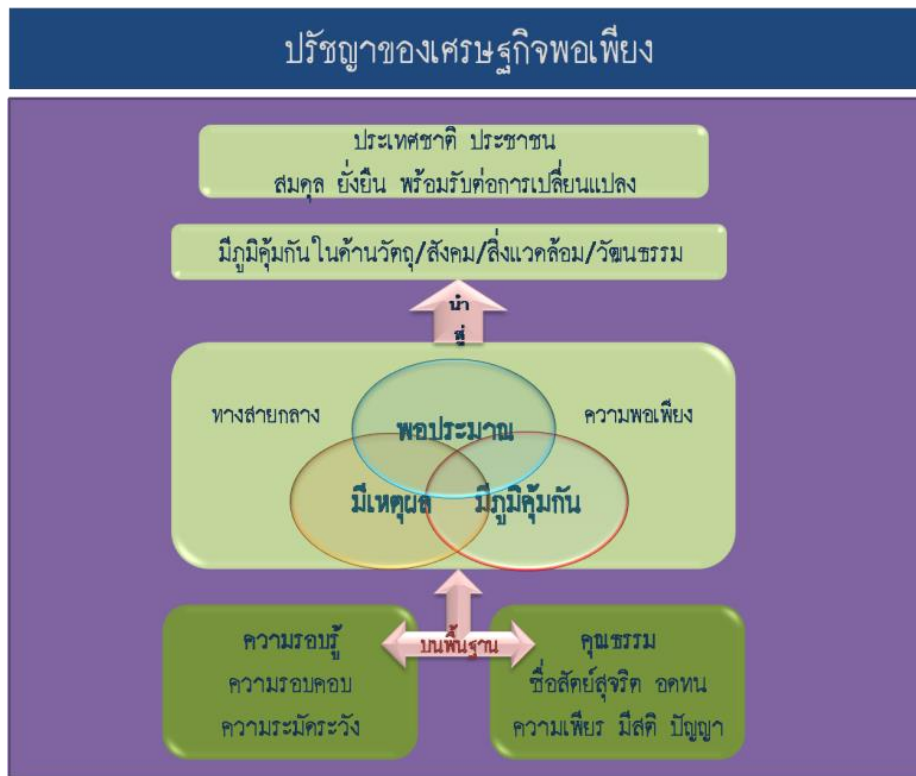 ปรัชญาของเศรษฐกิจพอเพียง
ประเทศชาติ ประชาชน
สมดุล ยั่งยืน พร้อมรับต่อการเปลี่ยนแปลง
มีภูมิคุ้มกันในด้านวัตถุ/สังคม/สิ่งแวดล้อม/วัฒนธรรม
นำ
สู่
ทางสายกลาง
ความพอเพียง
พอประมาณ
มีเหตุผล
มีภูมิคุ้มกัน
บนพื้นฐาน
ความรอบรู้
ความรอบคอบ
ความระมัดระวัง
คุณธรรม
ซื่อสัตย์สุจริต อดทน
ความเพียร มีสติ ปัญญา